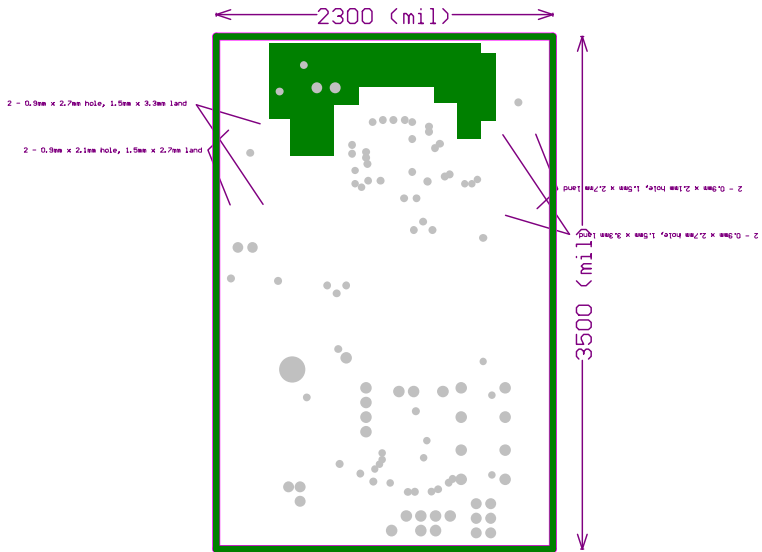 2300 (mil)
2 - 0.9mm x 2.7mm hole, 1.5mm x 3.3mm land
2 - 0.9mm x 2.1mm hole, 1.5mm x 2.7mm land
2 - 0.9mm x 2.1mm hole, 1.5mm x 2.7mm land
2 - 0.9mm x 2.7mm hole, 1.5mm x 3.3mm land
3500 (mil)